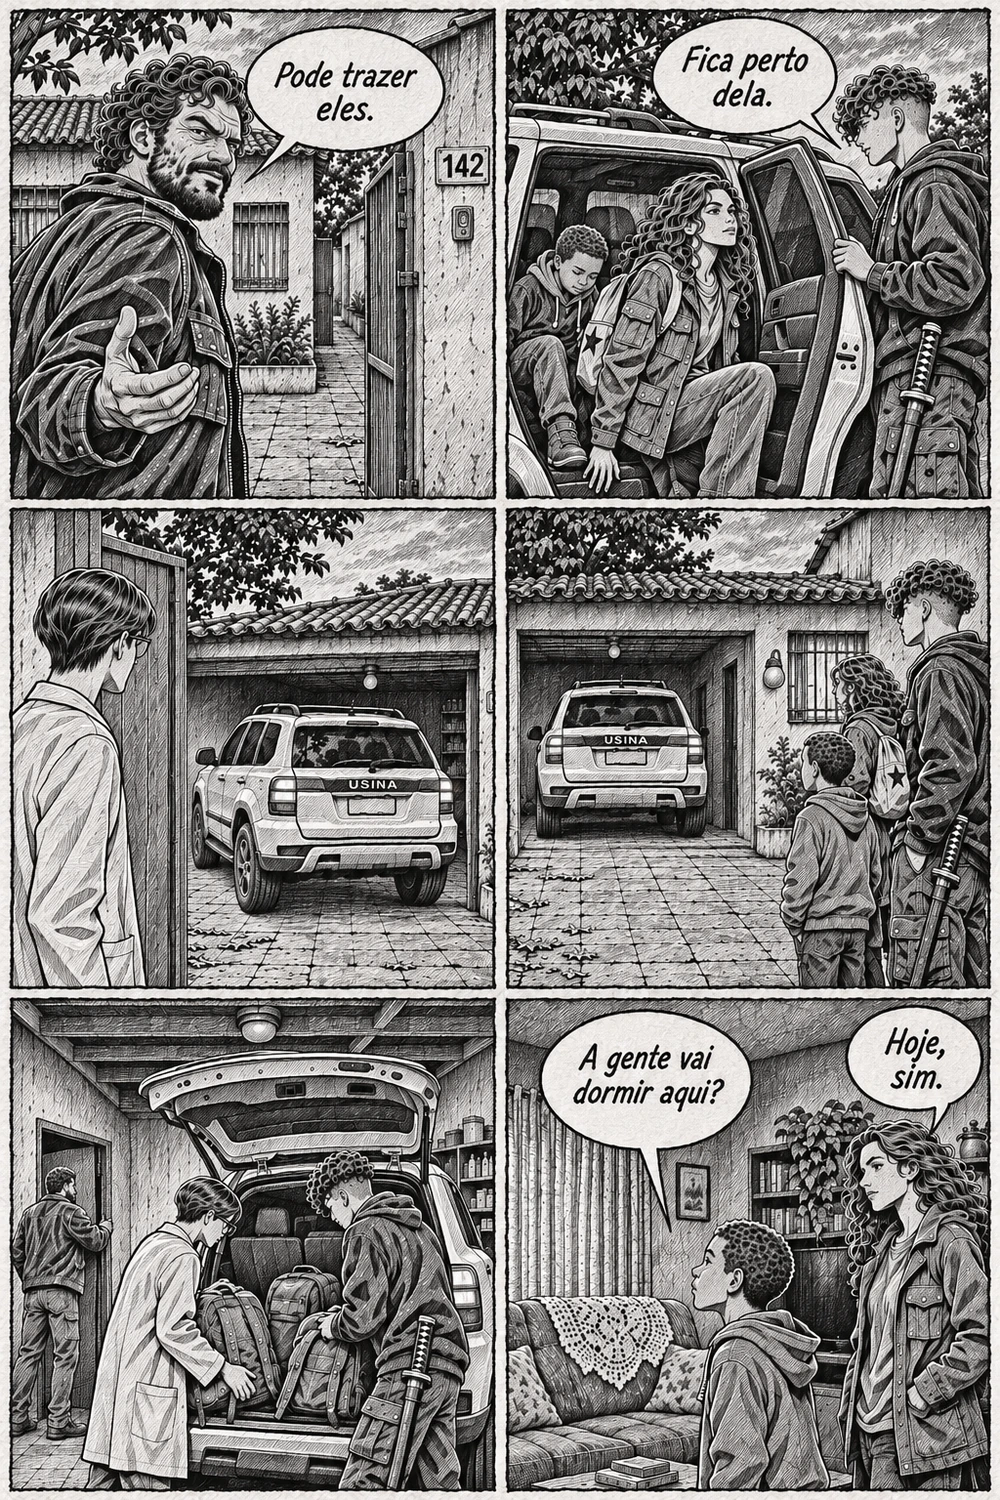 Pode trazer
eles.
142
Fica perto
dela.
USINA
USINA
A gente vai
dormir aqui?
Hoje,
sim.